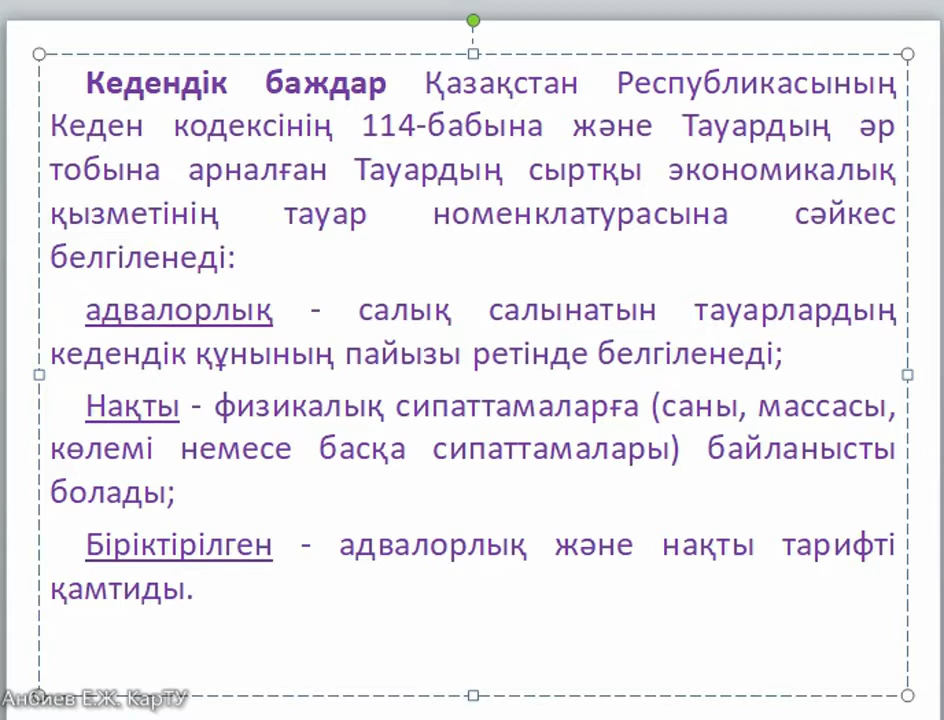 Кедендік баждар Қазақстан Республикасының
Кеден кодексінің 114-бабына және Тауардың әр
тобына арналған Тауардың сыртқы экономикалық
қызметінің тауар номенклатурасына сәйкес
белгіленеді:
адвалорлық - салық салынатын тауарлардың
кедендік құнының пайызы ретінде белгіленеді;
Нақты - физикалық сипаттамаларға (саны, массасы,
көлемі немесе басқа сипаттамалары) байланысты
болады;
Біріктірілген - адвалорлық және нақты тарифті
қамтиды.
Е.Ж. КарТУ